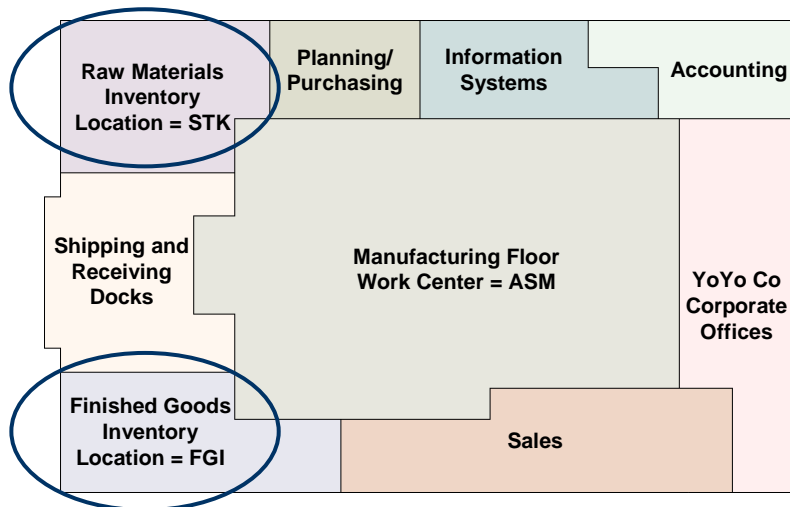 Raw Materials
Inventory
Location = STK
Planning/
Purchasing
Information
Systems
Accounting
Shipping and
Receiving
Docks
Manufacturing Floor
Work Center = ASM
YoYo Co
Corporate
Offices
Finished Goods
Inventory
Location = FGI
Sales